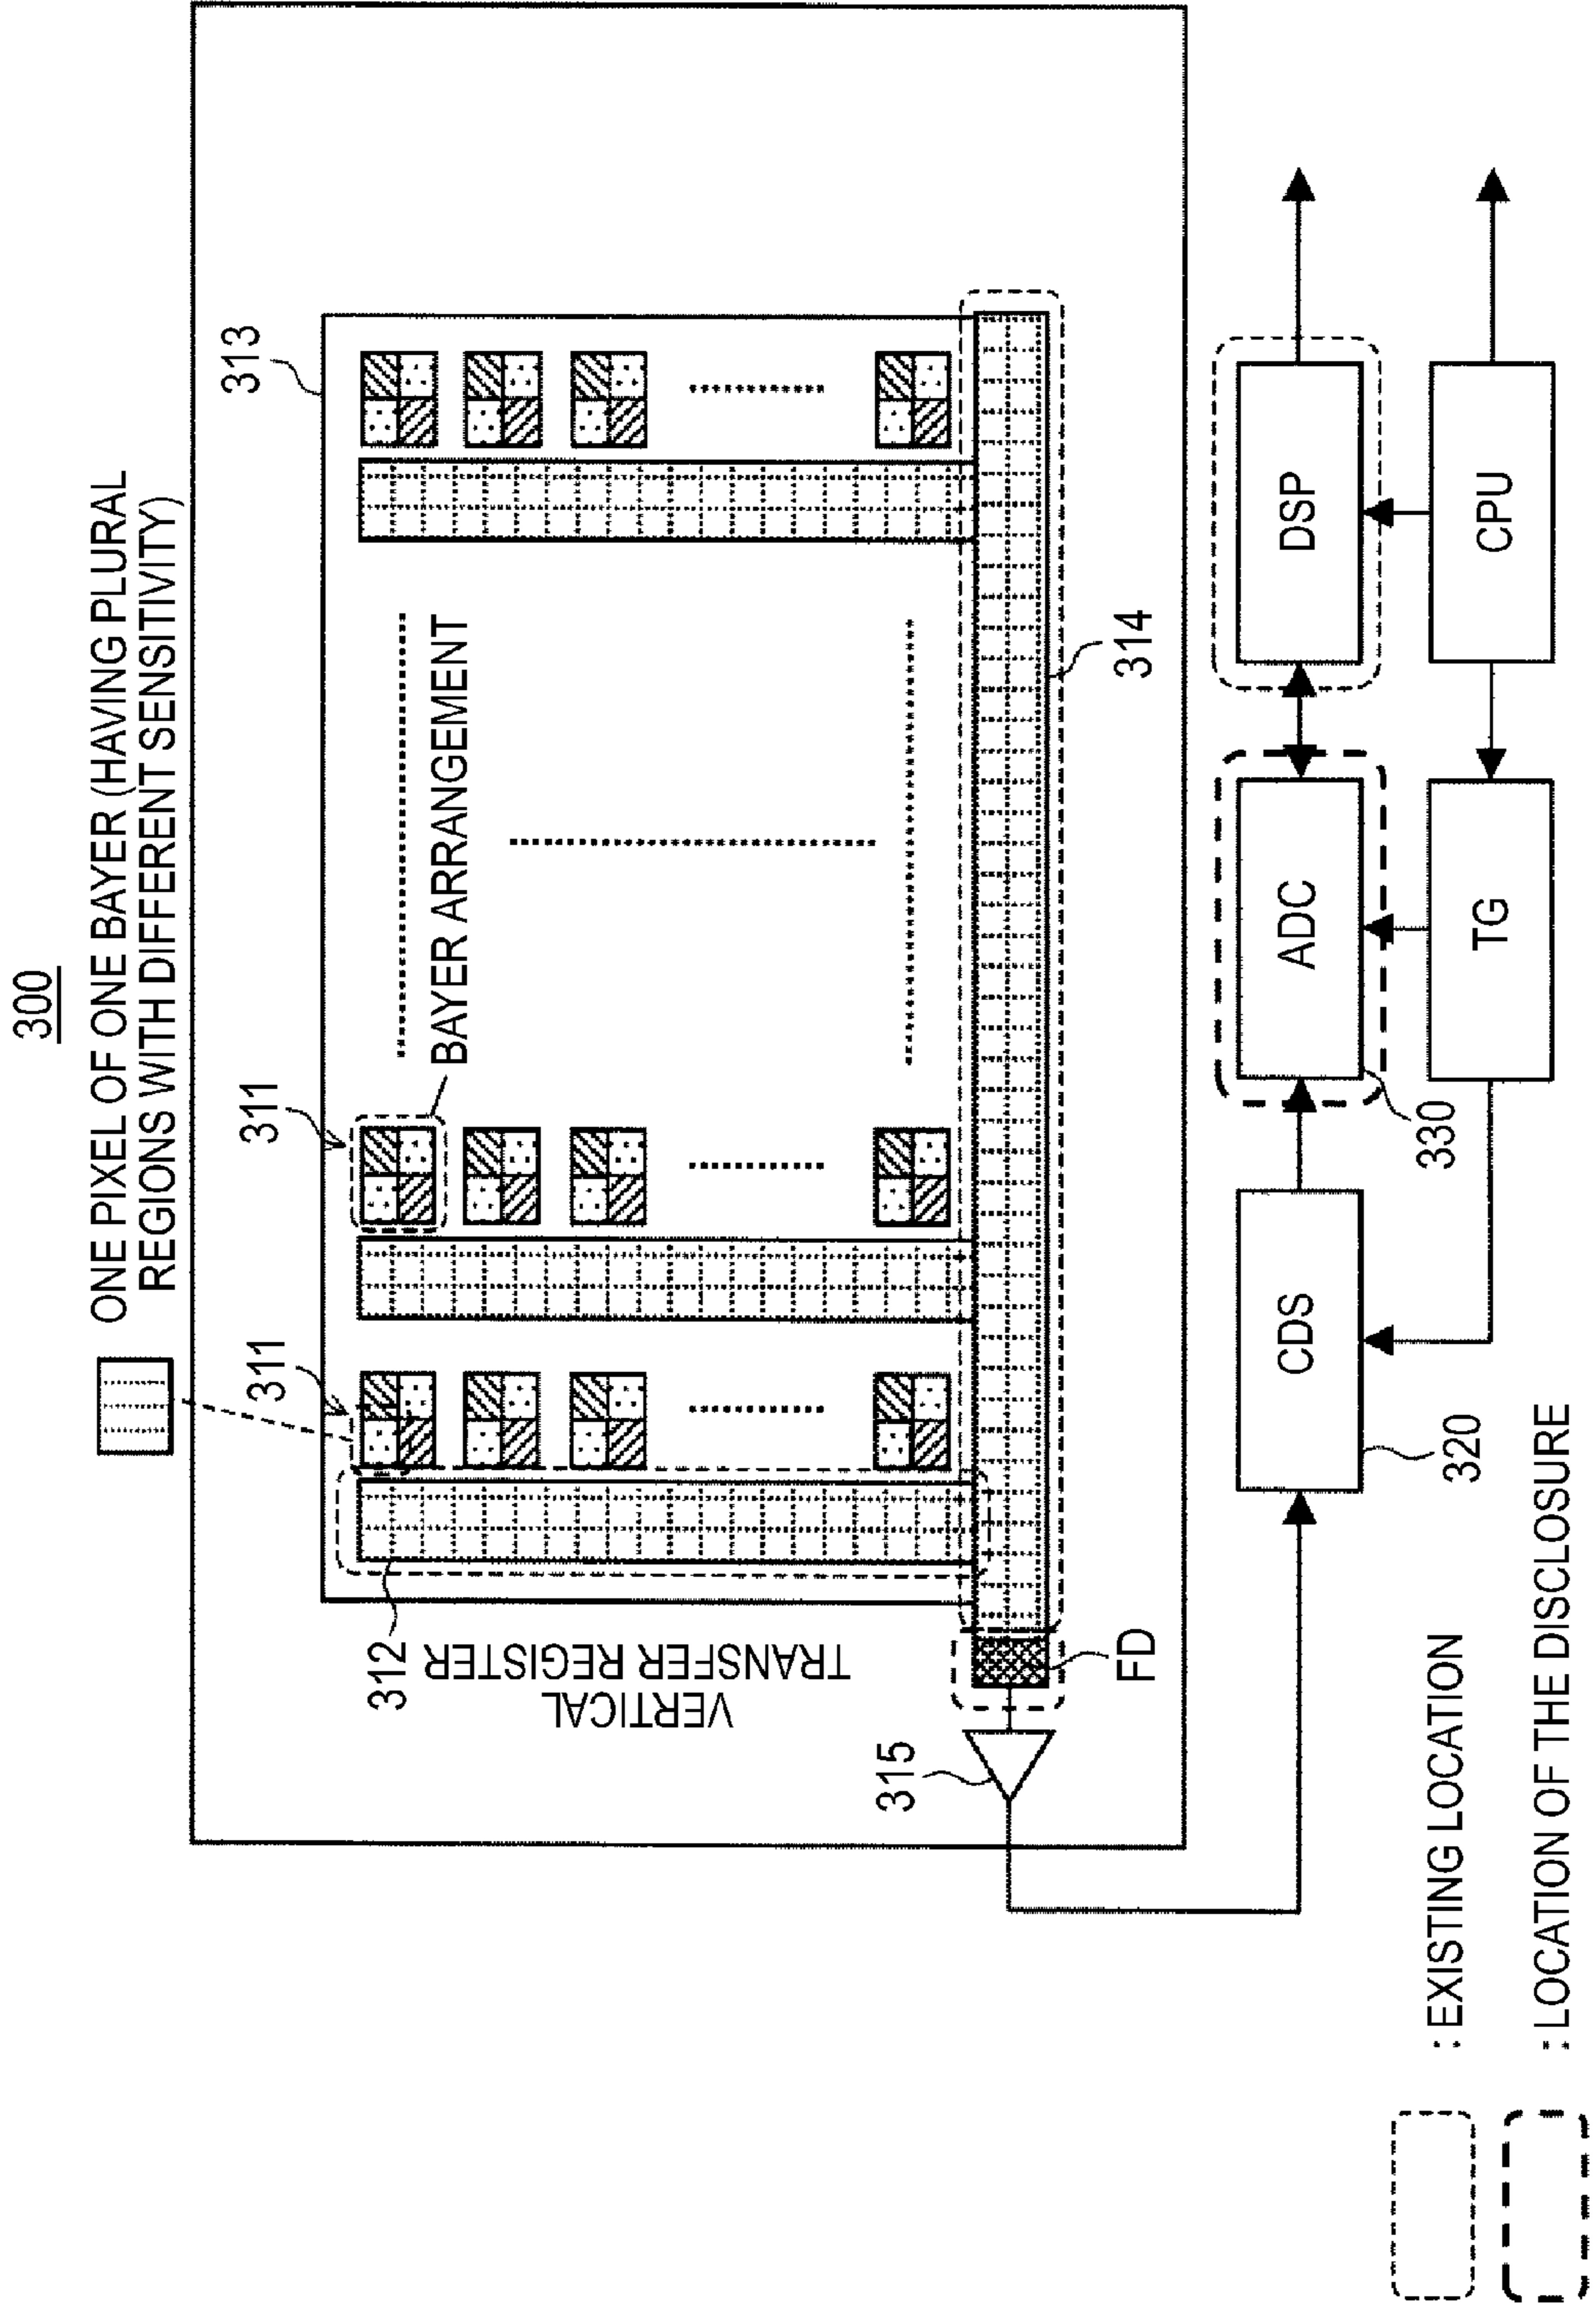 300
ONE PIXEL OF ONE BAYER (HAVING PLURAL
REGIONS WITH DIFFERENT SENSITIVITY)
311
311
313
BAYER ARRANGEMENT
312
VERTICAL
TRANSFER REGISTER
314
315
FD
CDS
ADC
DSP
320
330
TG
CPU
: EXISTING LOCATION
: LOCATION OF THE DISCLOSURE